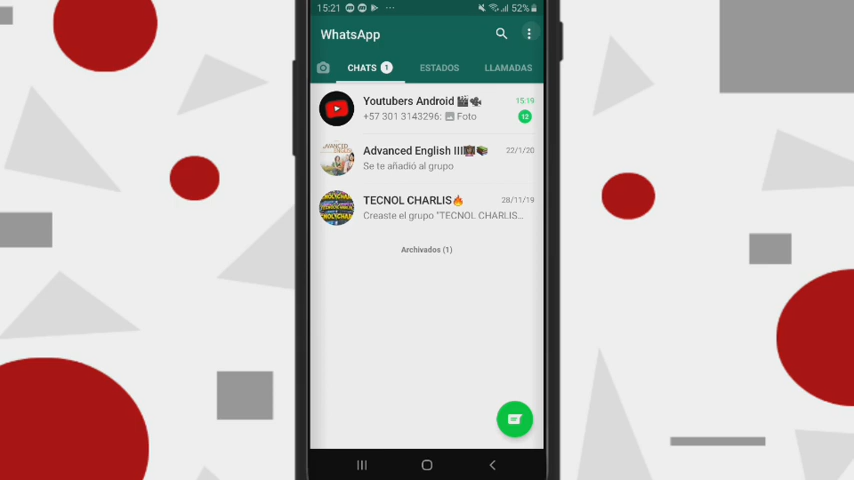 15:21 52%
WhatsApp
CHATS 1 ESTADOS LLAMADAS
Youtubers Android 15:19
+57 301 3143296: Foto 12
Advanced English III 22/1/20
Se te añadió al grupo
TECNOL CHARLIS 28/11/19
Creaste el grupo "TECNOL CHARLIS...
Archivados (1)